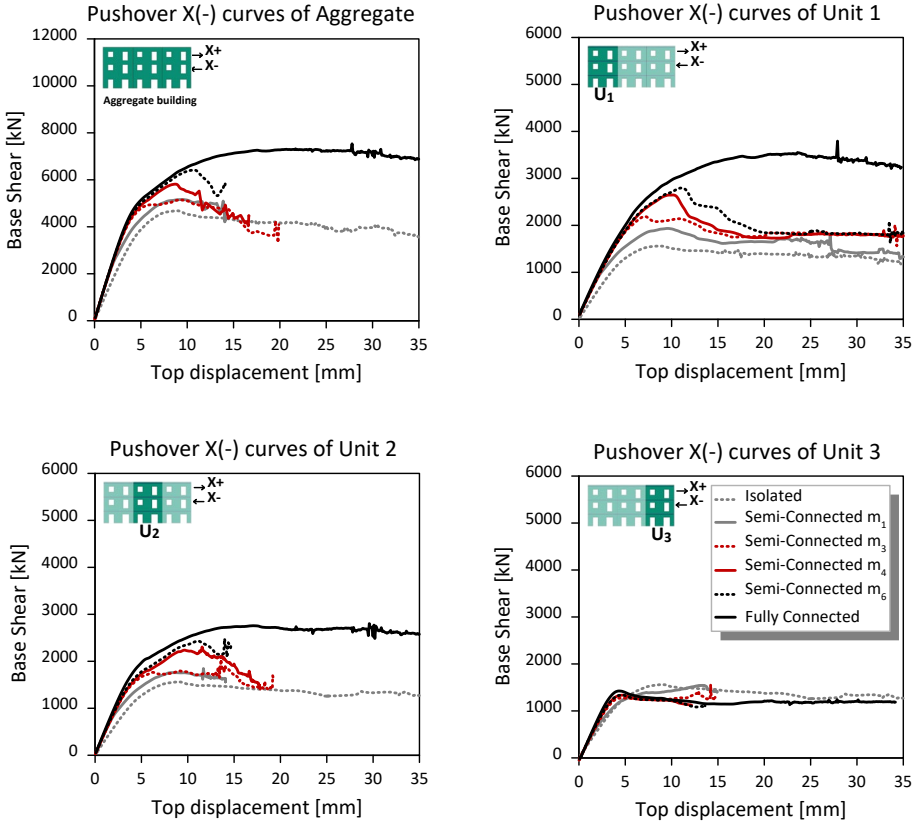 Pushover X(-) curves of Aggregate
Base Shear [kN]
12000
10000
8000
6000
4000
2000
0
X+
X-
Aggregate building
0 5 10 15 20 25 30 35
Top displacement [mm]
Pushover X(-) curves of Unit 1
Base Shear [kN]
6000
5000
4000
3000
2000
1000
0
X+
X-
U1
0 5 10 15 20 25 30 35
Top displacement [mm]
Pushover X(-) curves of Unit 2
Base Shear [kN]
6000
5000
4000
3000
2000
1000
0
X+
X-
U2
0 5 10 15 20 25 30 35
Top displacement [mm]
Pushover X(-) curves of Unit 3
Base Shear [kN]
6000
5000
4000
3000
2000
1000
0
X+
X-
U3
Isolated
Semi-Connected m1
Semi-Connected m3
Semi-Connected m4
Semi-Connected m6
Fully Connected
0 5 10 15 20 25 30 35
Top displacement [mm]